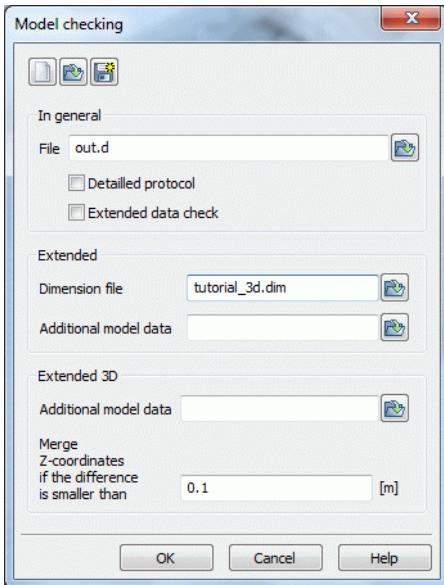 Model checking
In general
File out.d
Detailled protocol
Extended data check
Extended
Dimension file tutorial_3d.dim
Additional model data
Extended 3D
Additional model data
Merge
Z-coordinates
if the difference
is smaller than 0.1 [m]
OK Cancel Help